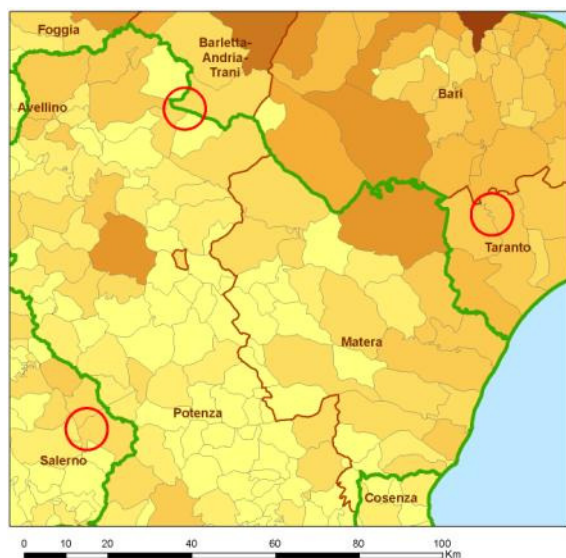 Foggia
Barletta-
Andria-
Trani
Bari
Avellino
Taranto
Matera
Potenza
Salerno
Cosenza
0 10 20 40 60 80 100
Km